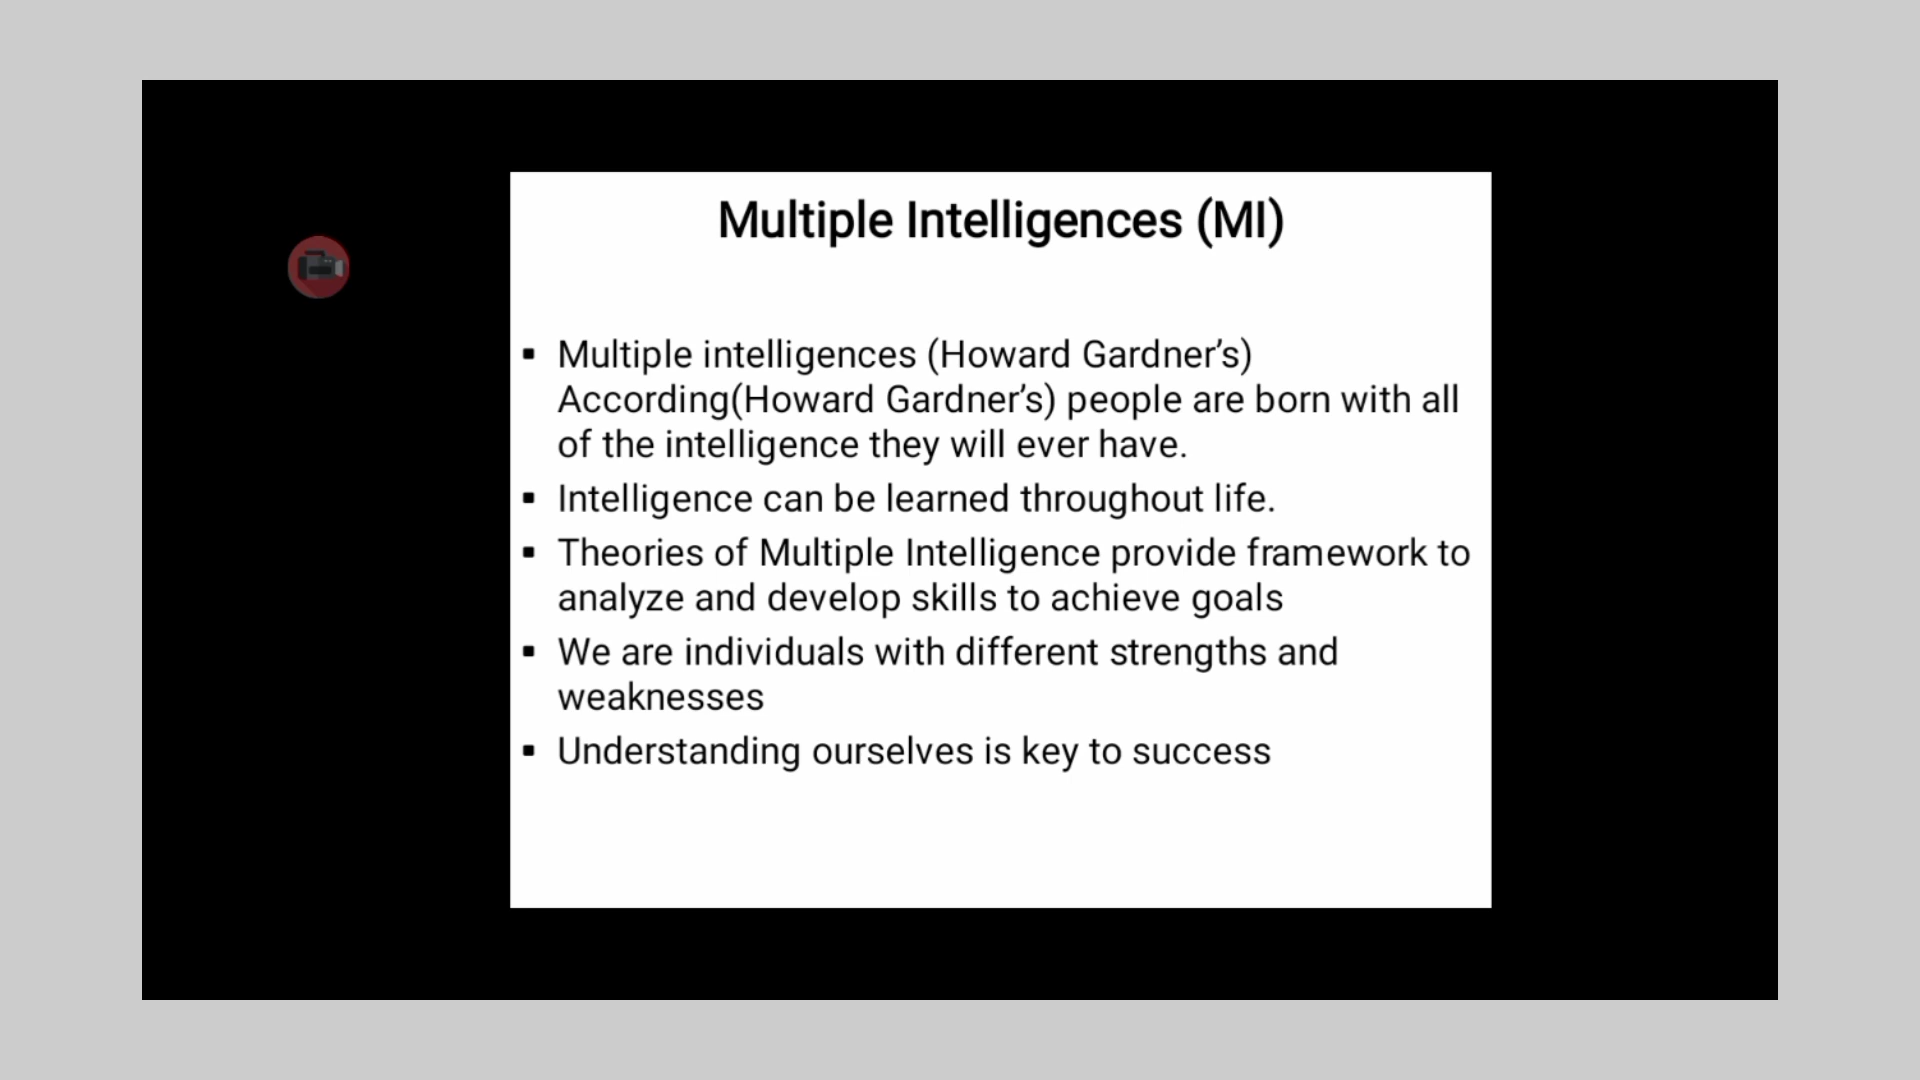 Multiple Intelligences (MI)
▪ Multiple intelligences (Howard Gardner’s)
According(Howard Gardner’s) people are born with all
of the intelligence they will ever have.
▪ Intelligence can be learned throughout life.
▪ Theories of Multiple Intelligence provide framework to
analyze and develop skills to achieve goals
▪ We are individuals with different strengths and
weaknesses
▪ Understanding ourselves is key to success